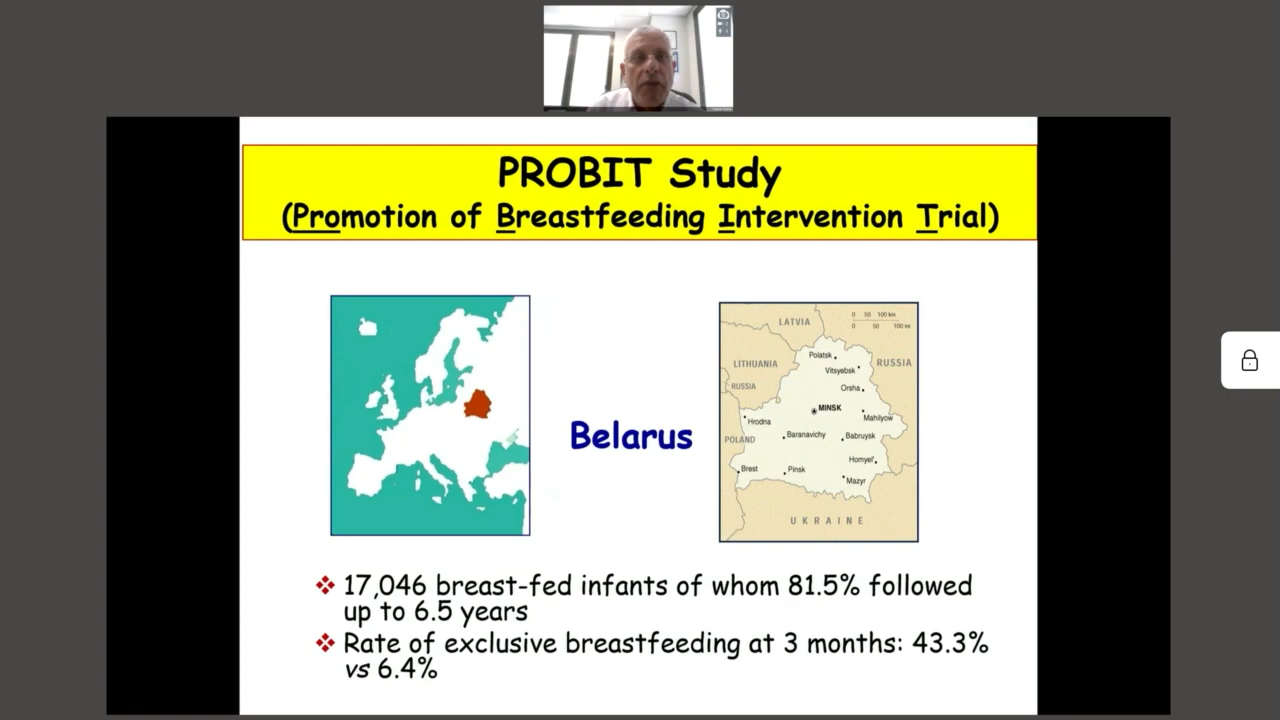 PROBIT Study
(Promotion of Breastfeeding Intervention Trial)
LATVIA
0 50 100 km
0 50 100 mi
LITHUANIA
RUSSIA
RUSSIA
POLAND
UKRAINE
Polatsk
Vitsyebsk
Orsha
MINSK
Mahilyow
Hrodna
Baranavichy
Babruysk
Homyel'
Brest
Pinsk
Mazyr
Belarus
17,046 breast-fed infants of whom 81.5% followed
up to 6.5 years
Rate of exclusive breastfeeding at 3 months: 43.3%
vs 6.4%